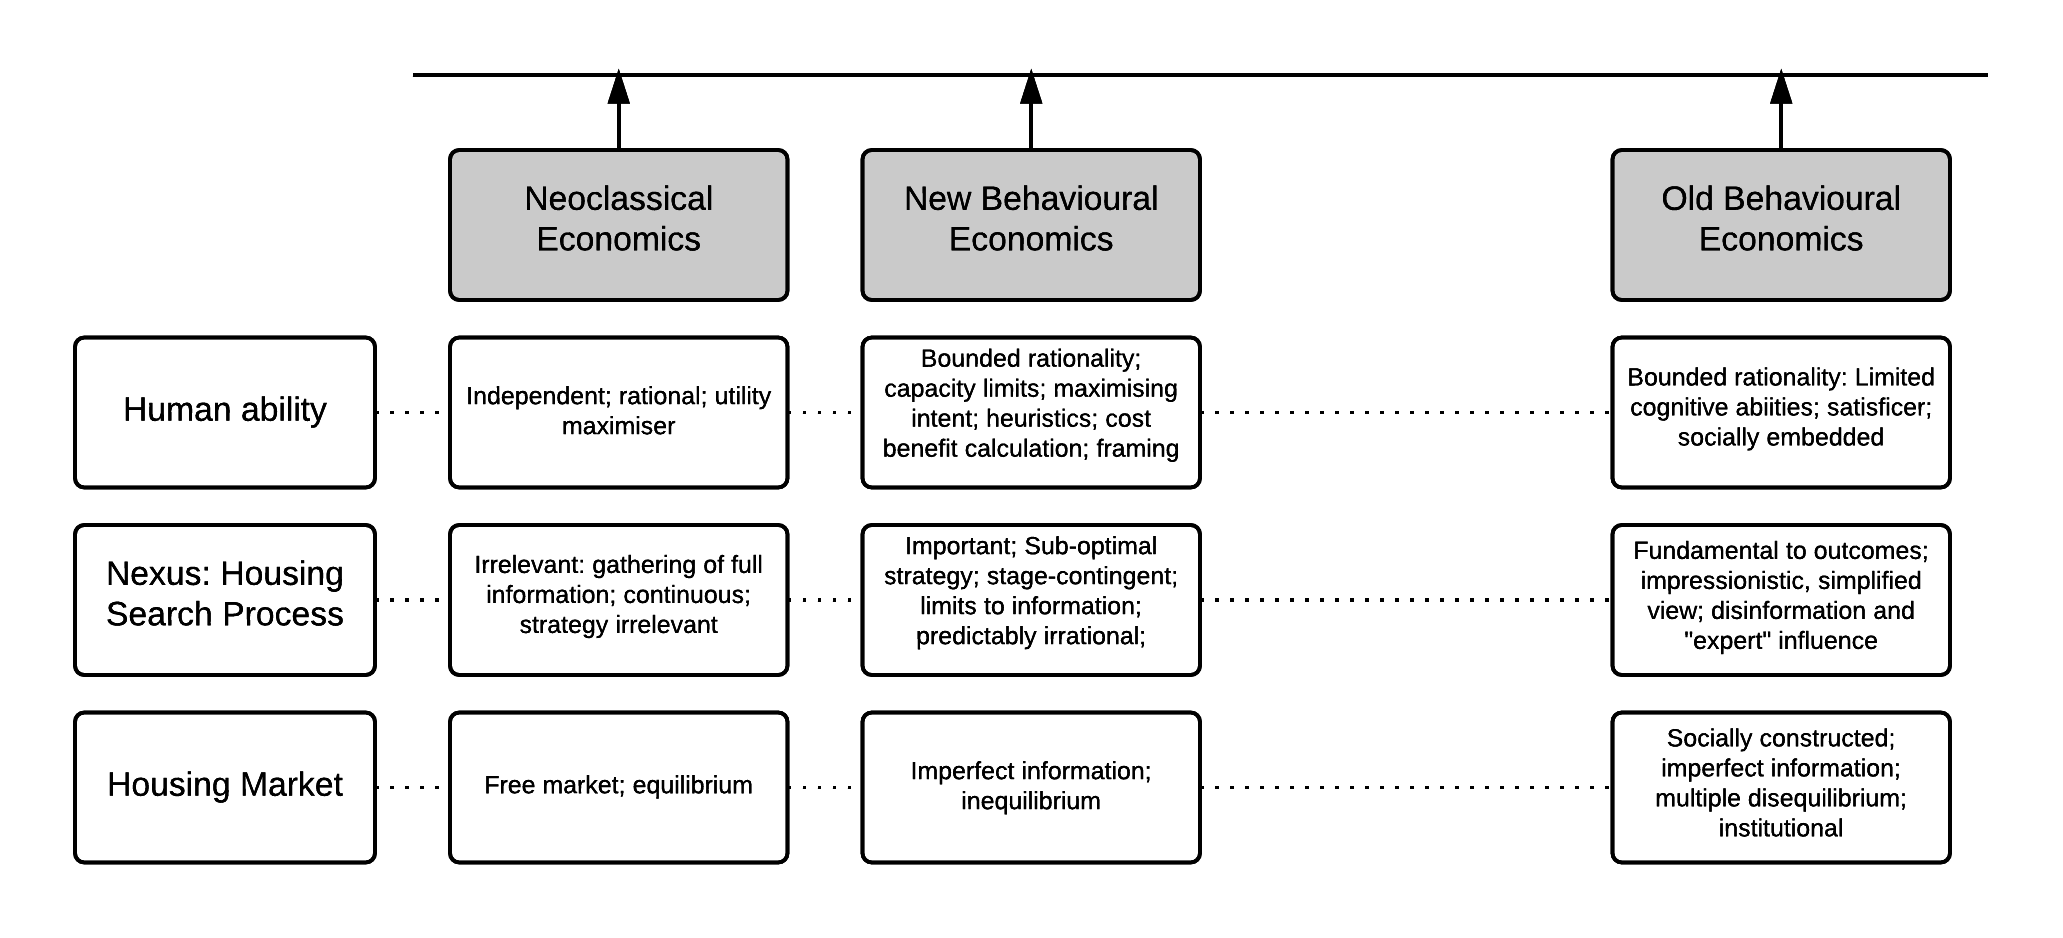 Neoclassical
Economics
New Behavioural
Economics
Old Behavioural
Economics
Human ability
Independent; rational; utility
maximiser
Bounded rationality;
capacity limits; maximising
intent; heuristics; cost
benefit calculation; framing
Bounded rationality: Limited
cognitive abiities; satisficer;
socially embedded
Nexus: Housing
Search Process
Irrelevant: gathering of full
information; continuous;
strategy irrelevant
Important; Sub-optimal
strategy; stage-contingent;
limits to information;
predictably irrational;
Fundamental to outcomes;
impressionistic, simplified
view; disinformation and
"expert" influence
Housing Market
Free market; equilibrium
Imperfect information;
inequilibrium
Socially constructed;
imperfect information;
multiple disequilibrium;
institutional